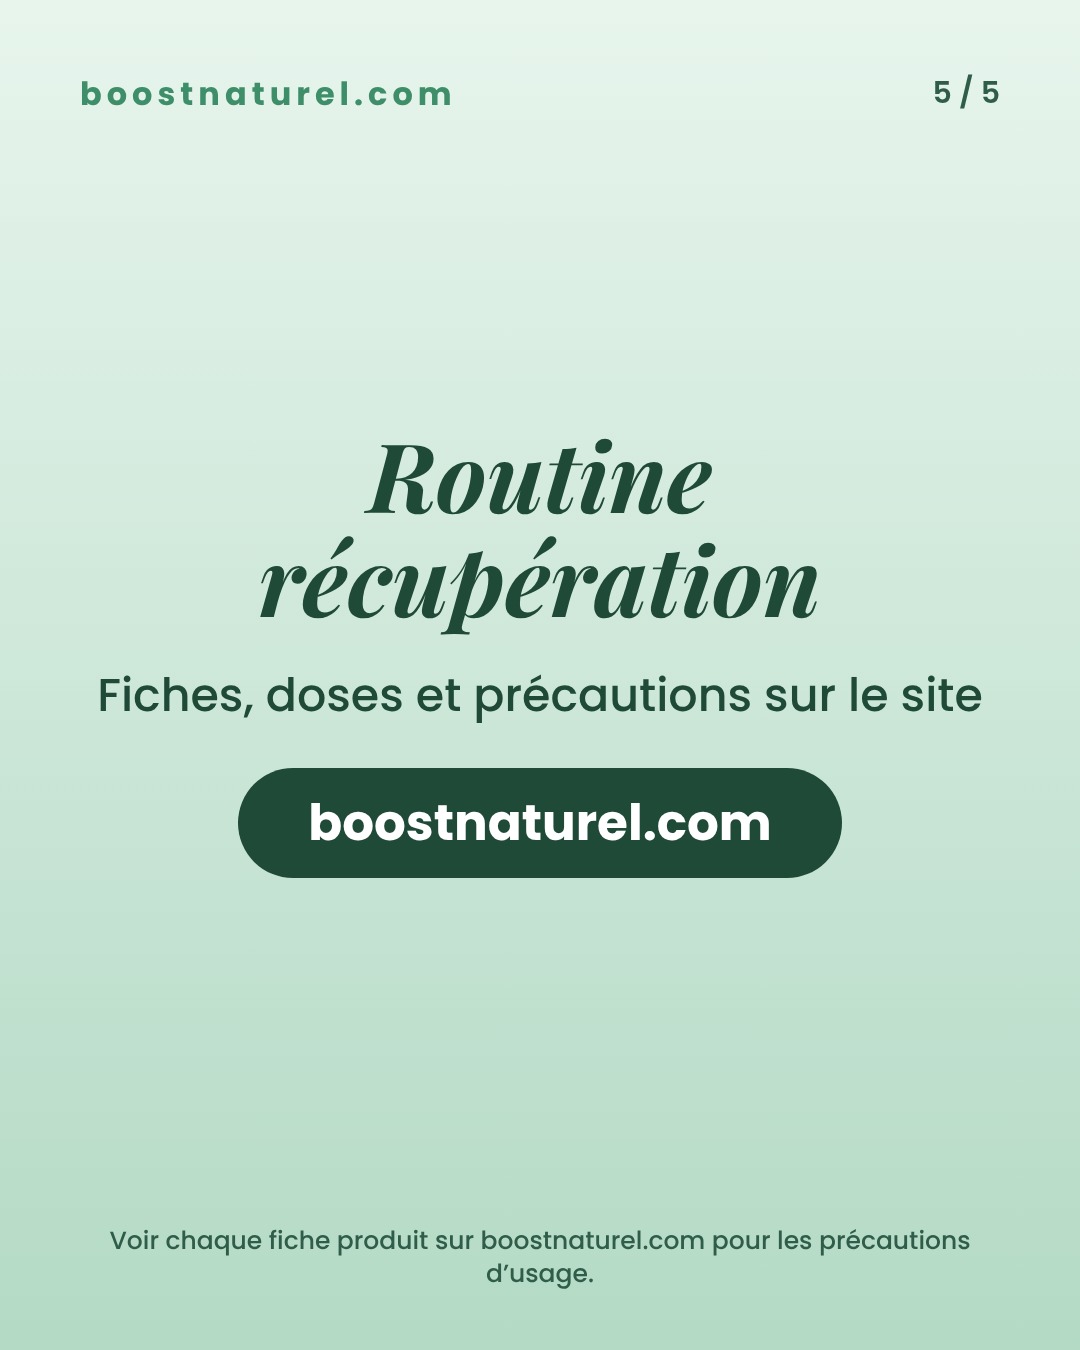 boostnaturel.com
5 / 5
Routine
récupération
Fiches, doses et précautions sur le site
boostnaturel.com
Voir chaque fiche produit sur boostnaturel.com pour les précautions
d’usage.